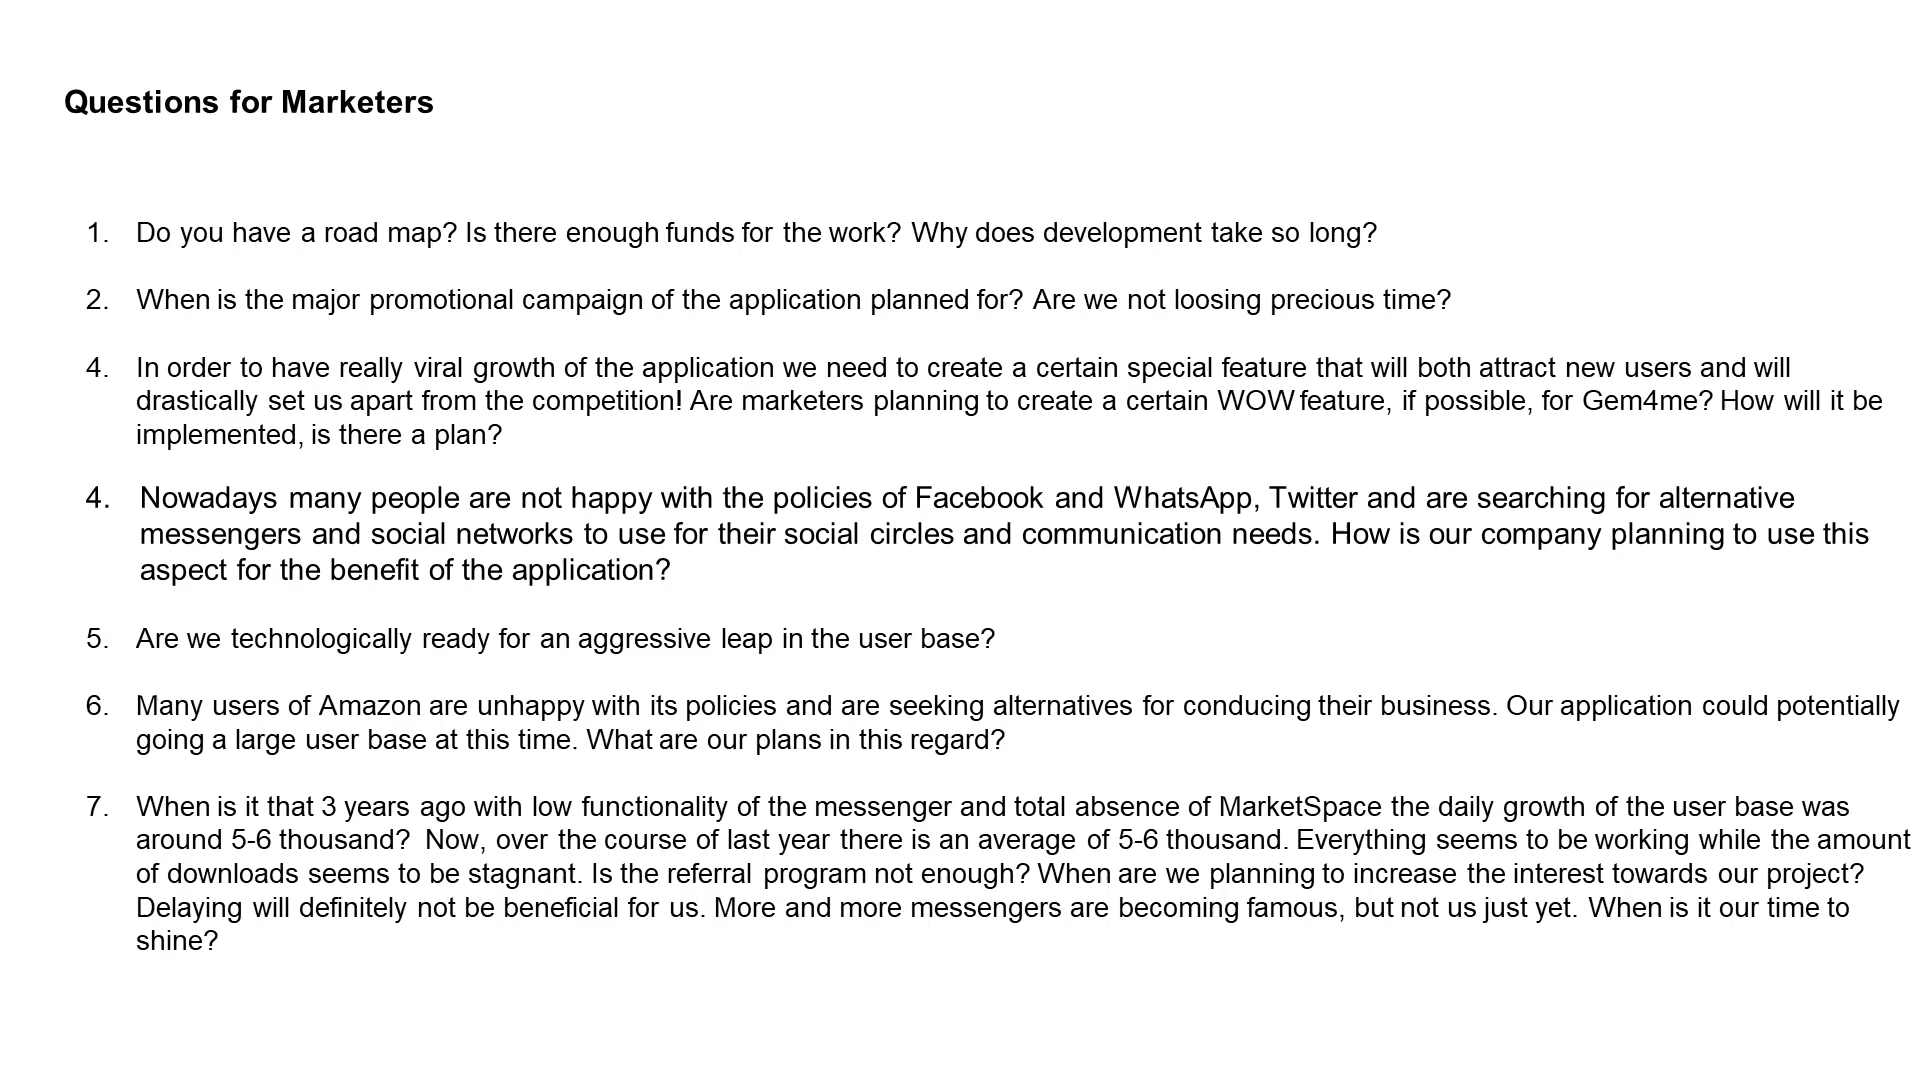 Questions for Marketers
1. Do you have a road map? Is there enough funds for the work? Why does development take so long?
2. When is the major promotional campaign of the application planned for? Are we not loosing precious time?
4. In order to have really viral growth of the application we need to create a certain special feature that will both attract new users and will
drastically set us apart from the competition! Are marketers planning to create a certain WOW feature, if possible, for Gem4me? How will it be
implemented, is there a plan?
4. Nowadays many people are not happy with the policies of Facebook and WhatsApp, Twitter and are searching for alternative
messengers and social networks to use for their social circles and communication needs. How is our company planning to use this
aspect for the benefit of the application?
5. Are we technologically ready for an aggressive leap in the user base?
6. Many users of Amazon are unhappy with its policies and are seeking alternatives for conducing their business. Our application could potentially
going a large user base at this time. What are our plans in this regard?
7. When is it that 3 years ago with low functionality of the messenger and total absence of MarketSpace the daily growth of the user base was
around 5-6 thousand? Now, over the course of last year there is an average of 5-6 thousand. Everything seems to be working while the amount
of downloads seems to be stagnant. Is the referral program not enough? When are we planning to increase the interest towards our project?
Delaying will definitely not be beneficial for us. More and more messengers are becoming famous, but not us just yet. When is it our time to
shine?